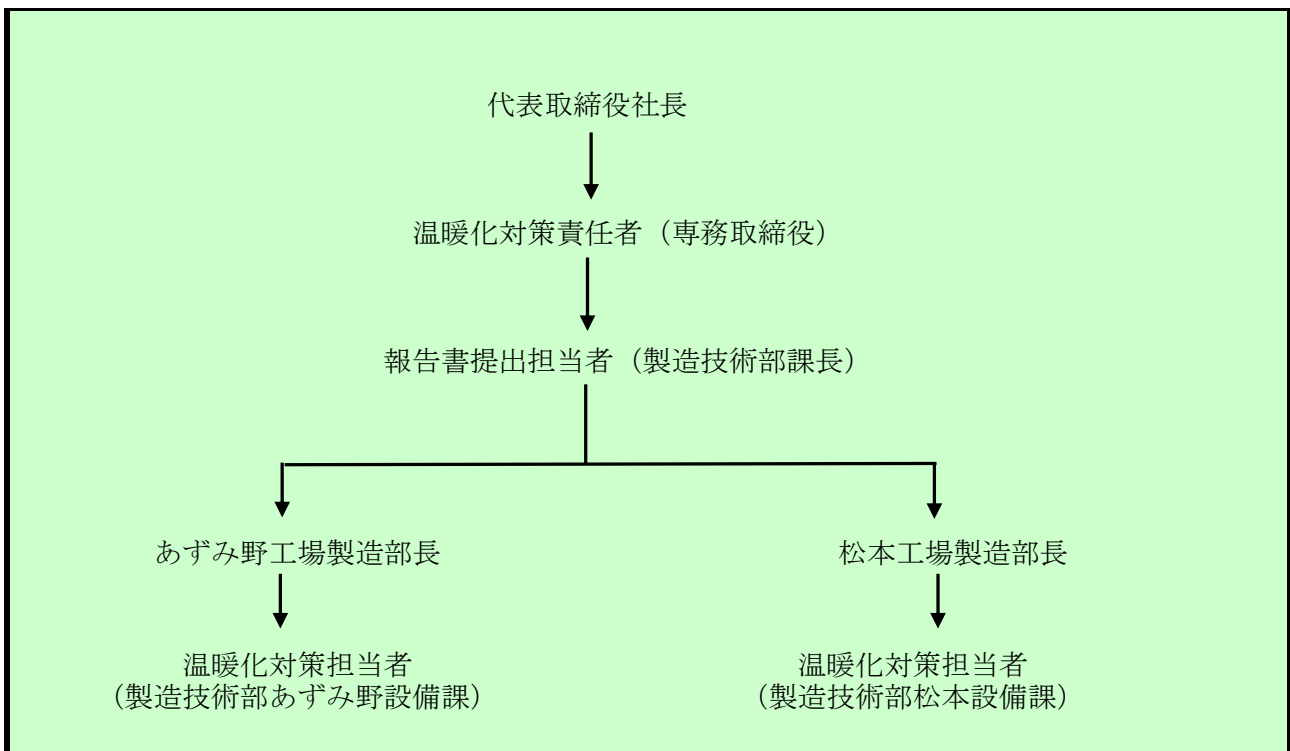 代表取締役社長
温暖化対策責任者（専務取締役）
報告書提出担当者（製造技術部課長）
あずみ野工場製造部長
松本工場製造部長
温暖化対策担当者
（製造技術部あずみ野設備課）
温暖化対策担当者
（製造技術部松本設備課）